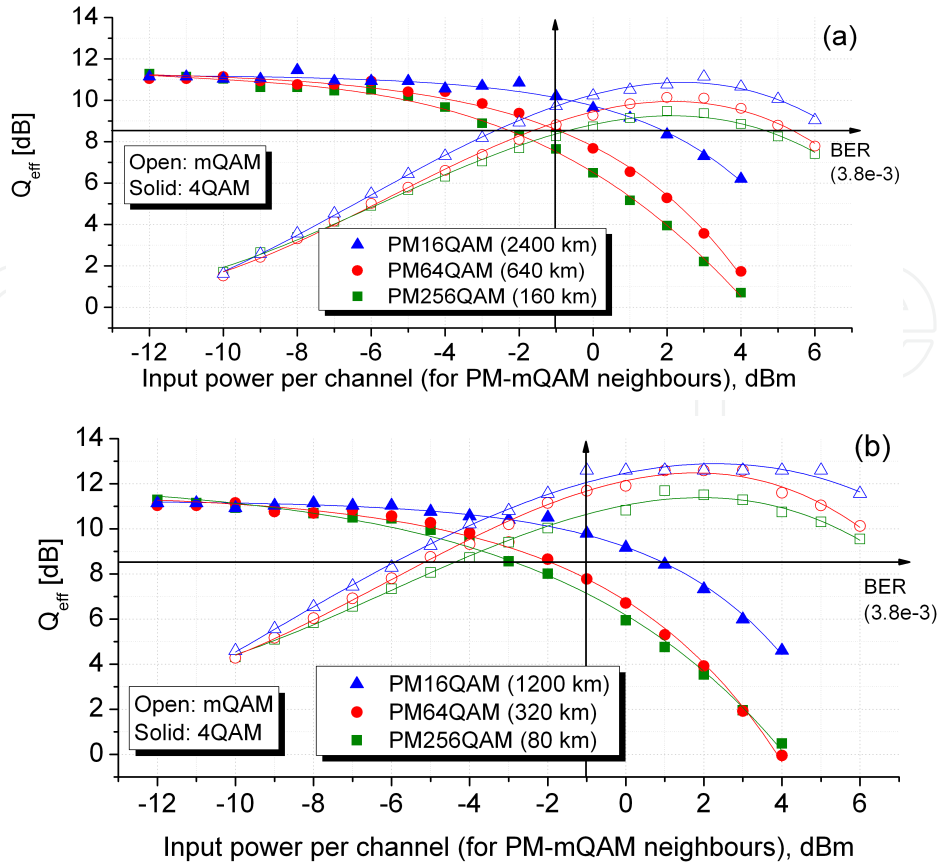 (a)
14
12
10
8
6
4
2
0
Q_eff [dB]
Open: mQAM
Solid: 4QAM
PM16QAM (2400 km)
PM64QAM (640 km)
PM256QAM (160 km)
BER
(3.8e-3)
-12 -10 -8 -6 -4 -2 0 2 4 6
Input power per channel (for PM-mQAM neighbours), dBm
(b)
14
12
10
8
6
4
2
0
Q_eff [dB]
Open: mQAM
Solid: 4QAM
PM16QAM (1200 km)
PM64QAM (320 km)
PM256QAM (80 km)
BER
(3.8e-3)
-12 -10 -8 -6 -4 -2 0 2 4 6
Input power per channel (for PM-mQAM neighbours), dBm